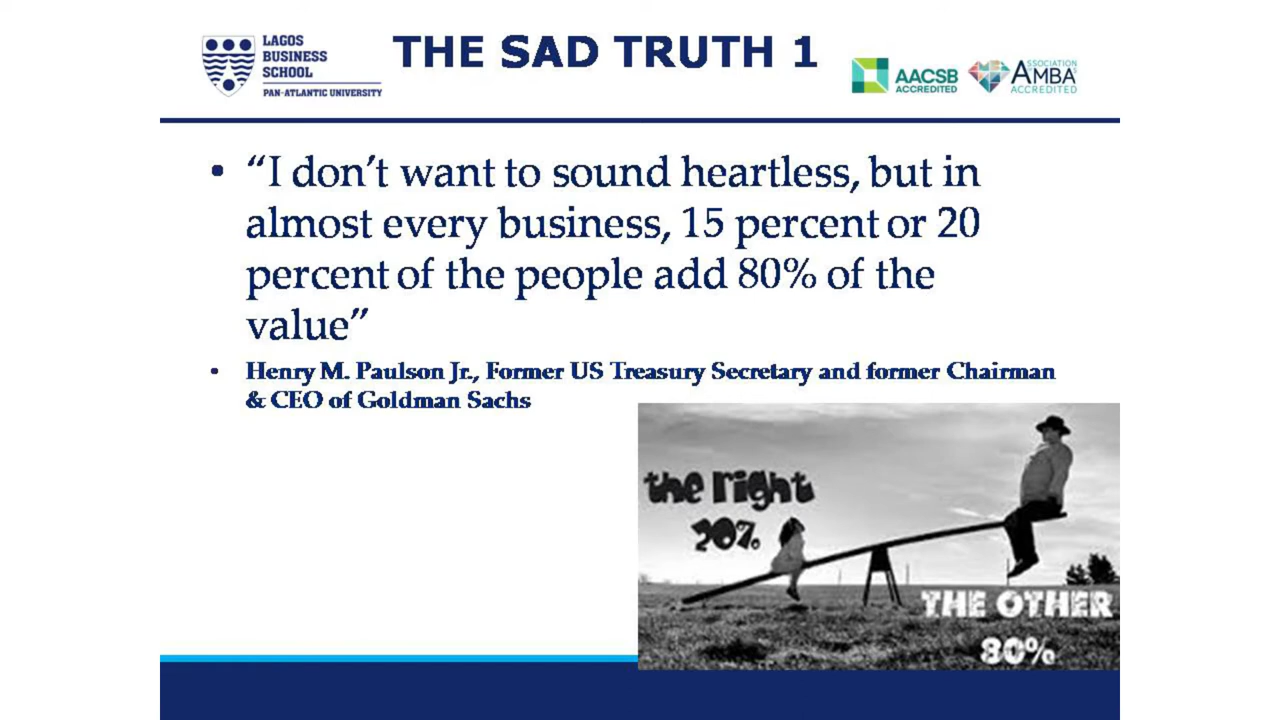 LAGOS
BUSINESS
SCHOOL
PAN-ATLANTIC UNIVERSITY
THE SAD TRUTH 1
AACSB
ACCREDITED
ASSOCIATION
AMBA
ACCREDITED
• “I don’t want to sound heartless, but in
almost every business, 15 percent or 20
percent of the people add 80% of the
value”
• Henry M. Paulson Jr., Former US Treasury Secretary and former Chairman
& CEO of Goldman Sachs
the right
20%
THE OTHER
80%